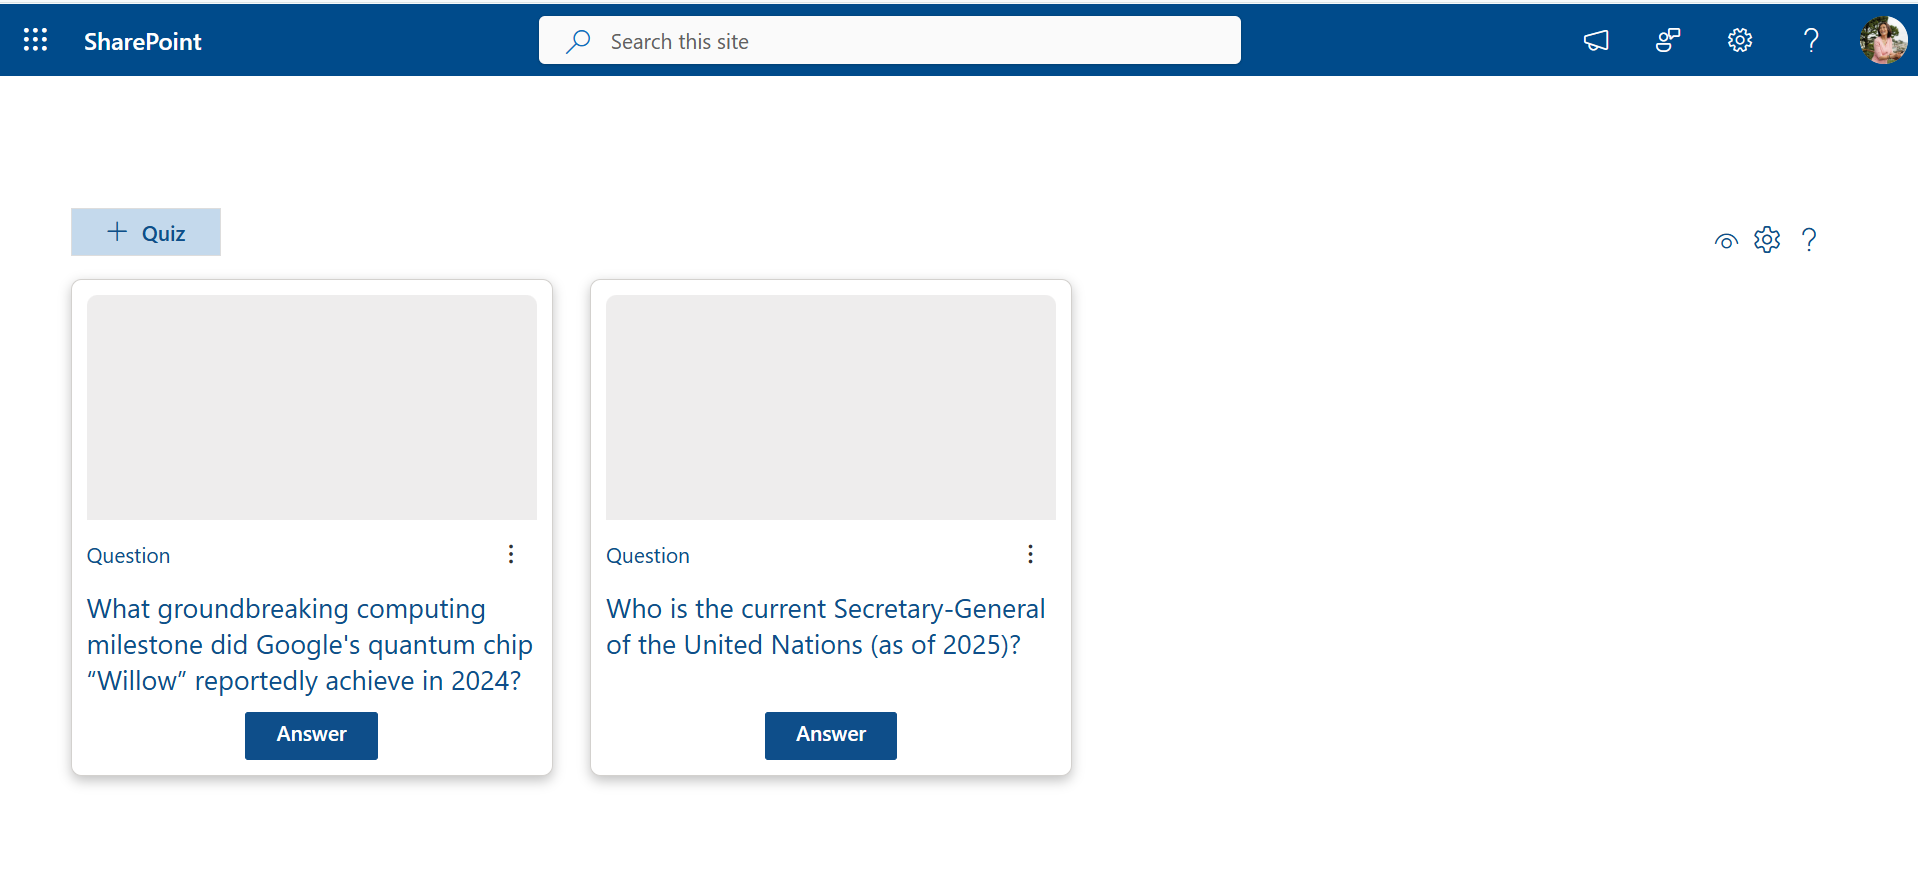 SharePoint
Search this site
Quiz
Question
What groundbreaking computing
milestone did Google's quantum chip
“Willow” reportedly achieve in 2024?
Answer
Question
Who is the current Secretary-General
of the United Nations (as of 2025)?
Answer